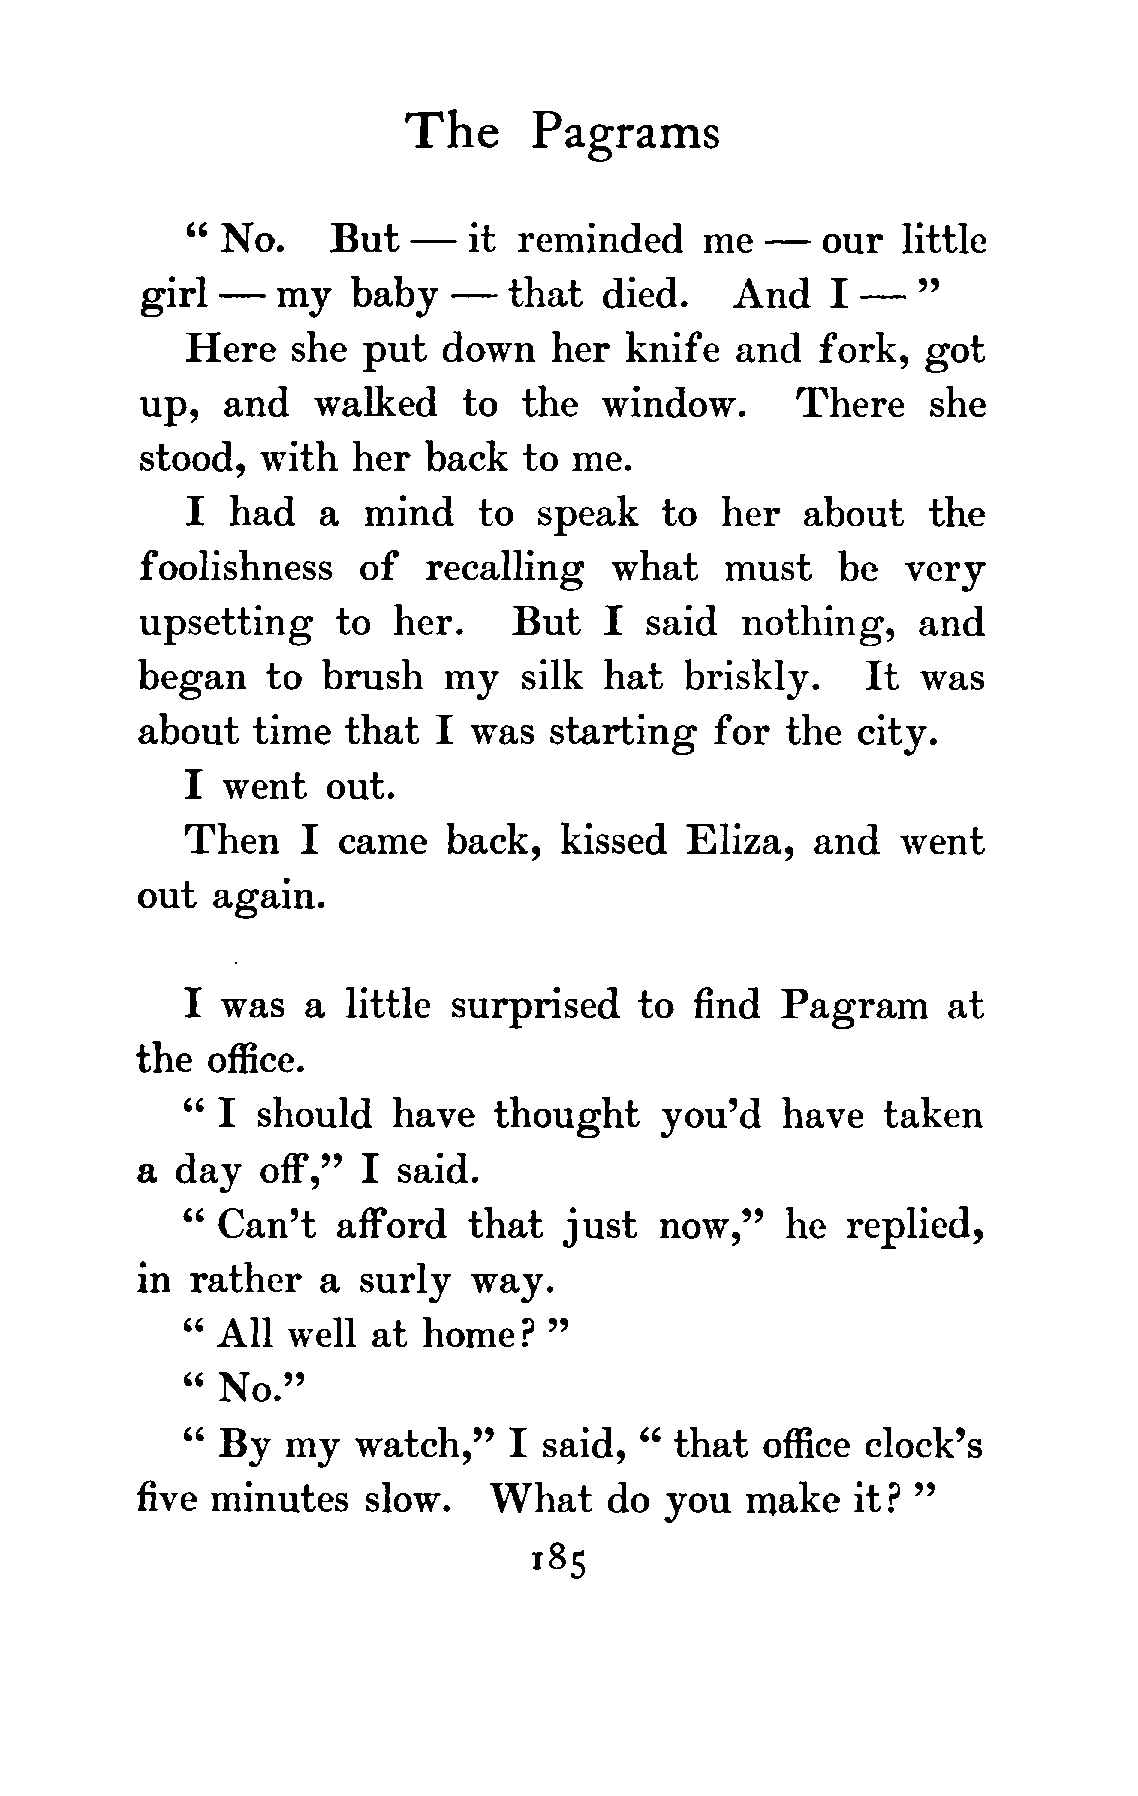 The Pagrams
“ No. But — it reminded me — our little
girl — my baby — that died. And I — ”
Here she put down her knife and fork, got
up, and walked to the window. There she
stood, with her back to me.
I had a mind to speak to her about the
foolishness of recalling what must be very
upsetting to her. But I said nothing, and
began to brush my silk hat briskly. It was
about time that I was starting for the city.
I went out.
Then I came back, kissed Eliza, and went
out again.
I was a little surprised to find Pagram at
the office.
“ I should have thought you’d have taken
a day off,” I said.
“ Can’t afford that just now,” he replied,
in rather a surly way.
“ All well at home? ”
“ No.”
“ By my watch,” I said, “ that office clock’s
five minutes slow. What do you make it? ”
185